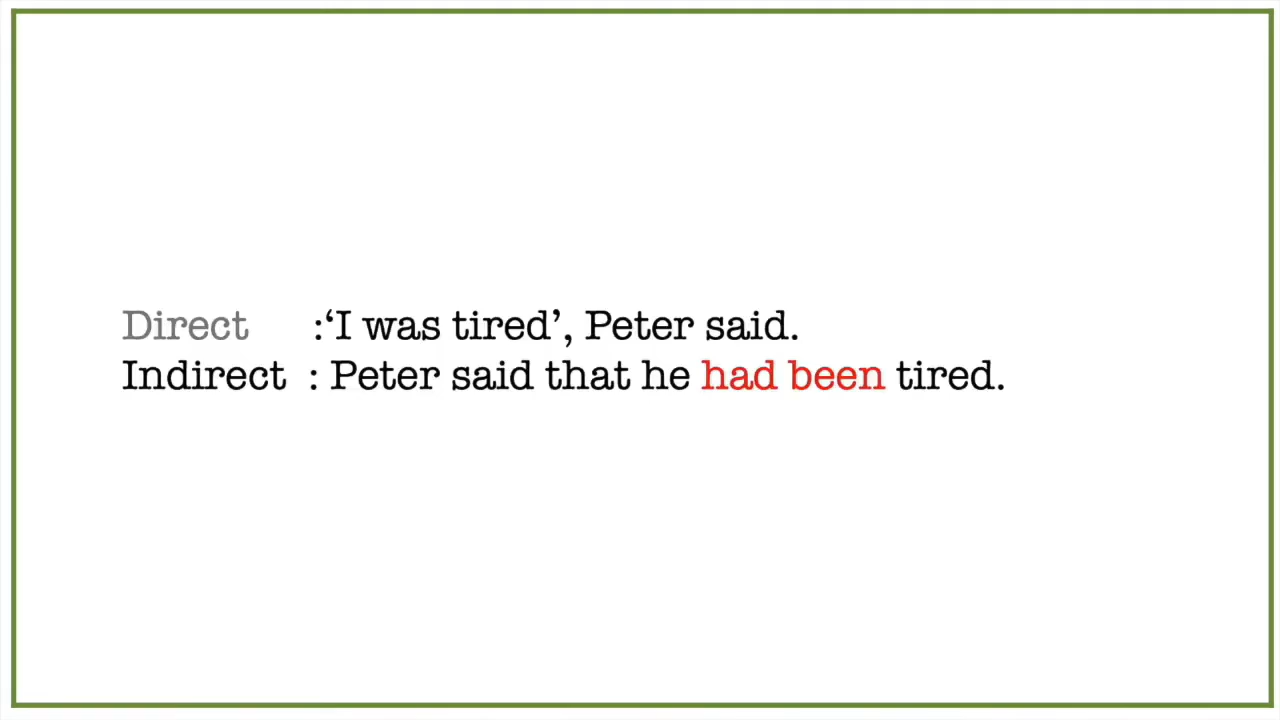 Direct :‘I was tired’, Peter said.
Indirect : Peter said that he had been tired.